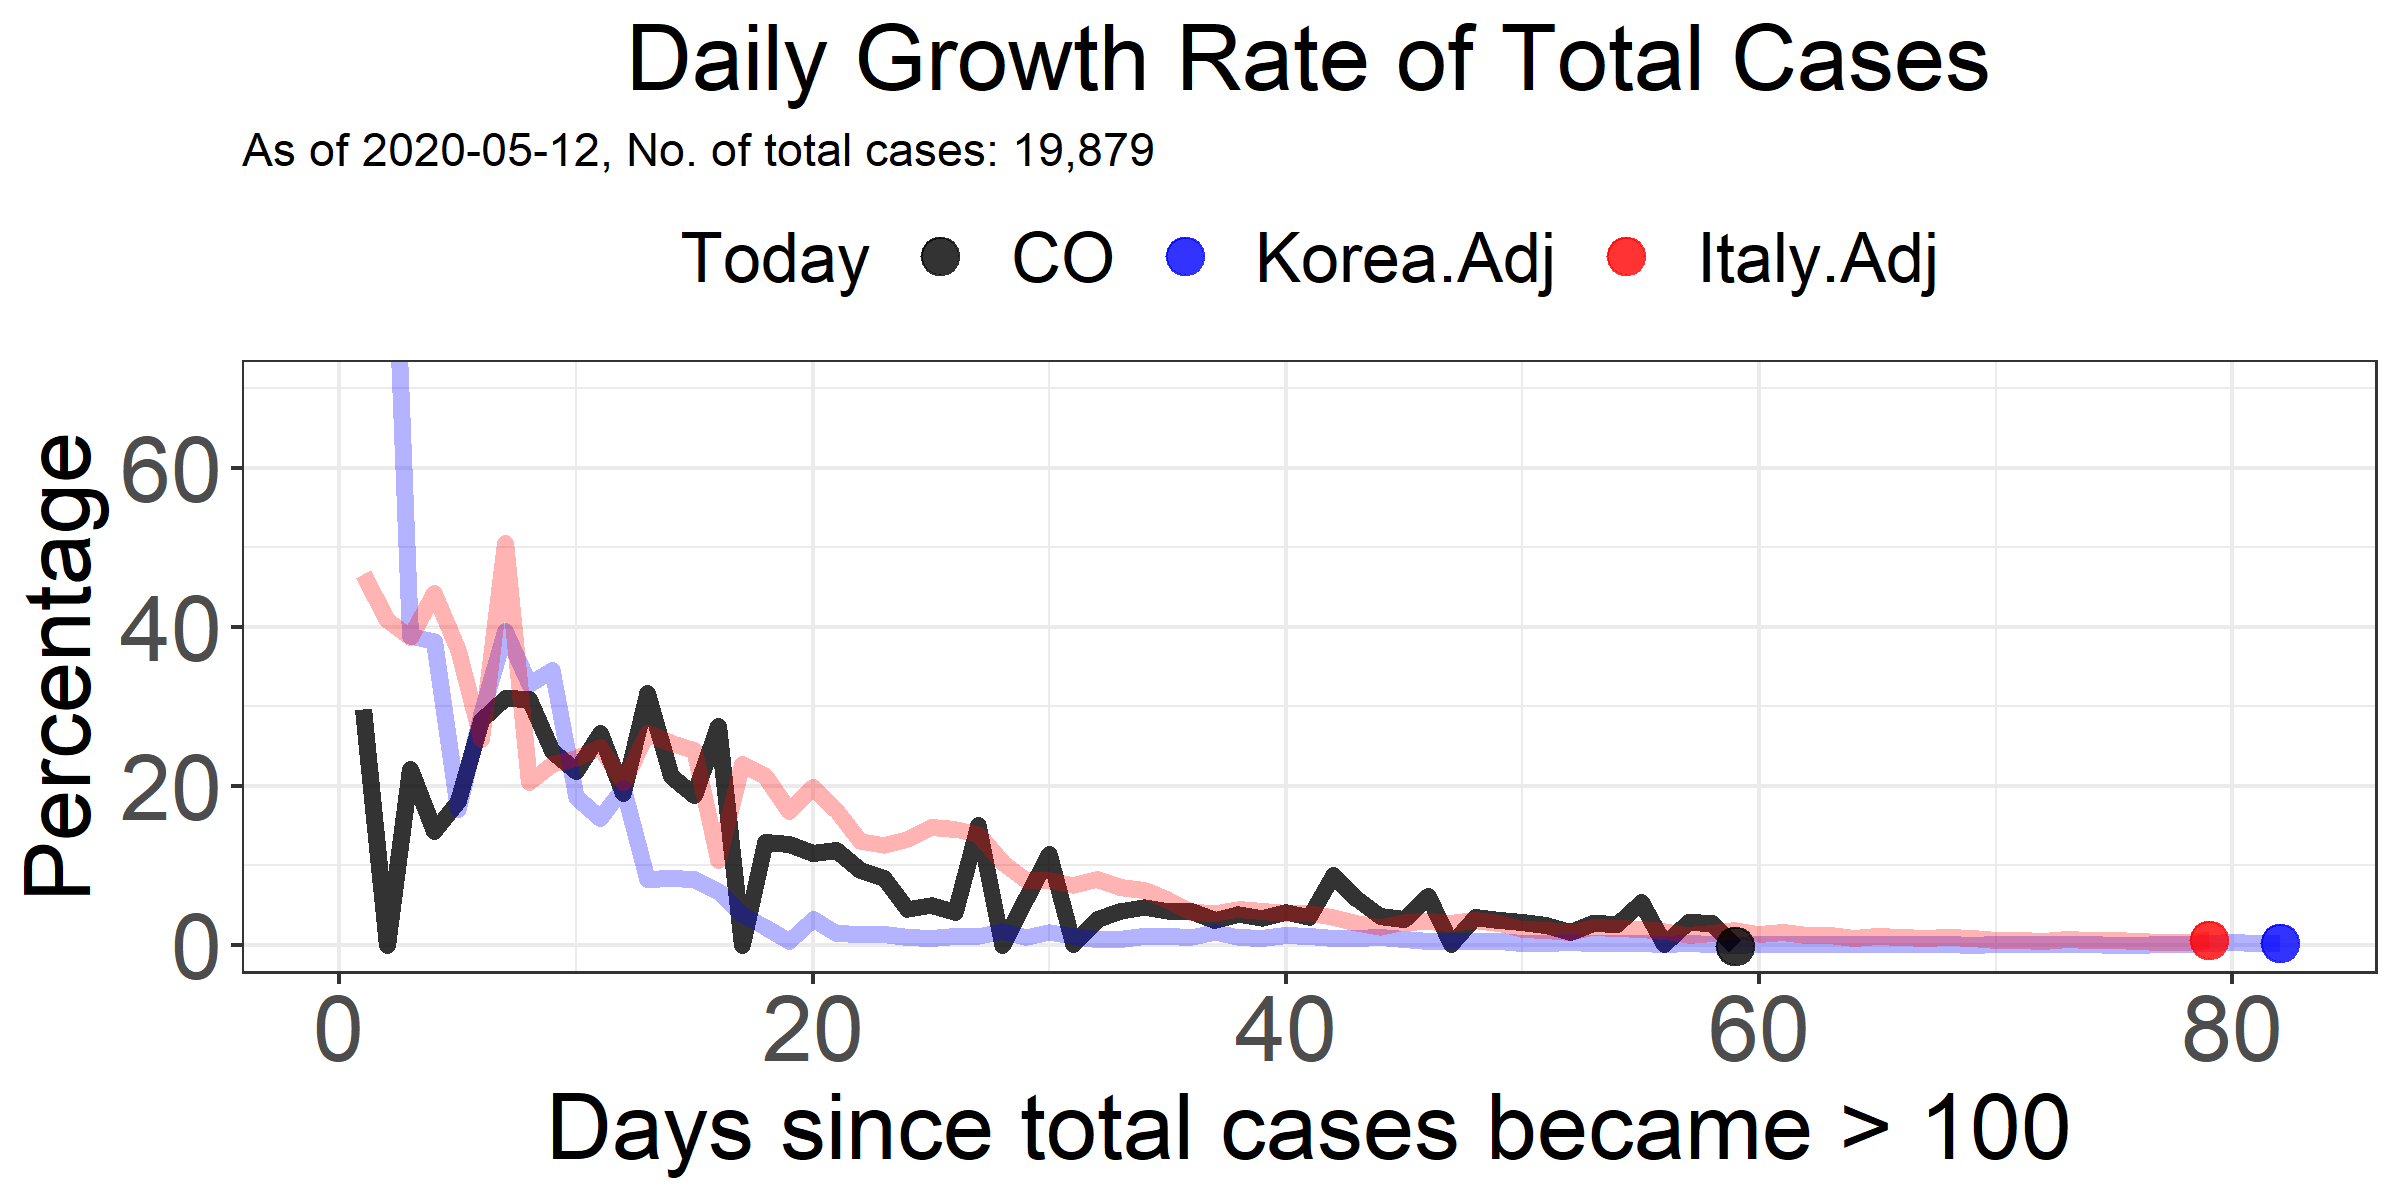 Daily Growth Rate of Total Cases
As of 2020-05-12, No. of total cases: 19,879
Today CO Korea.Adj Italy.Adj
Percentage
60
40
20
0
0 20 40 60 80
Days since total cases became > 100